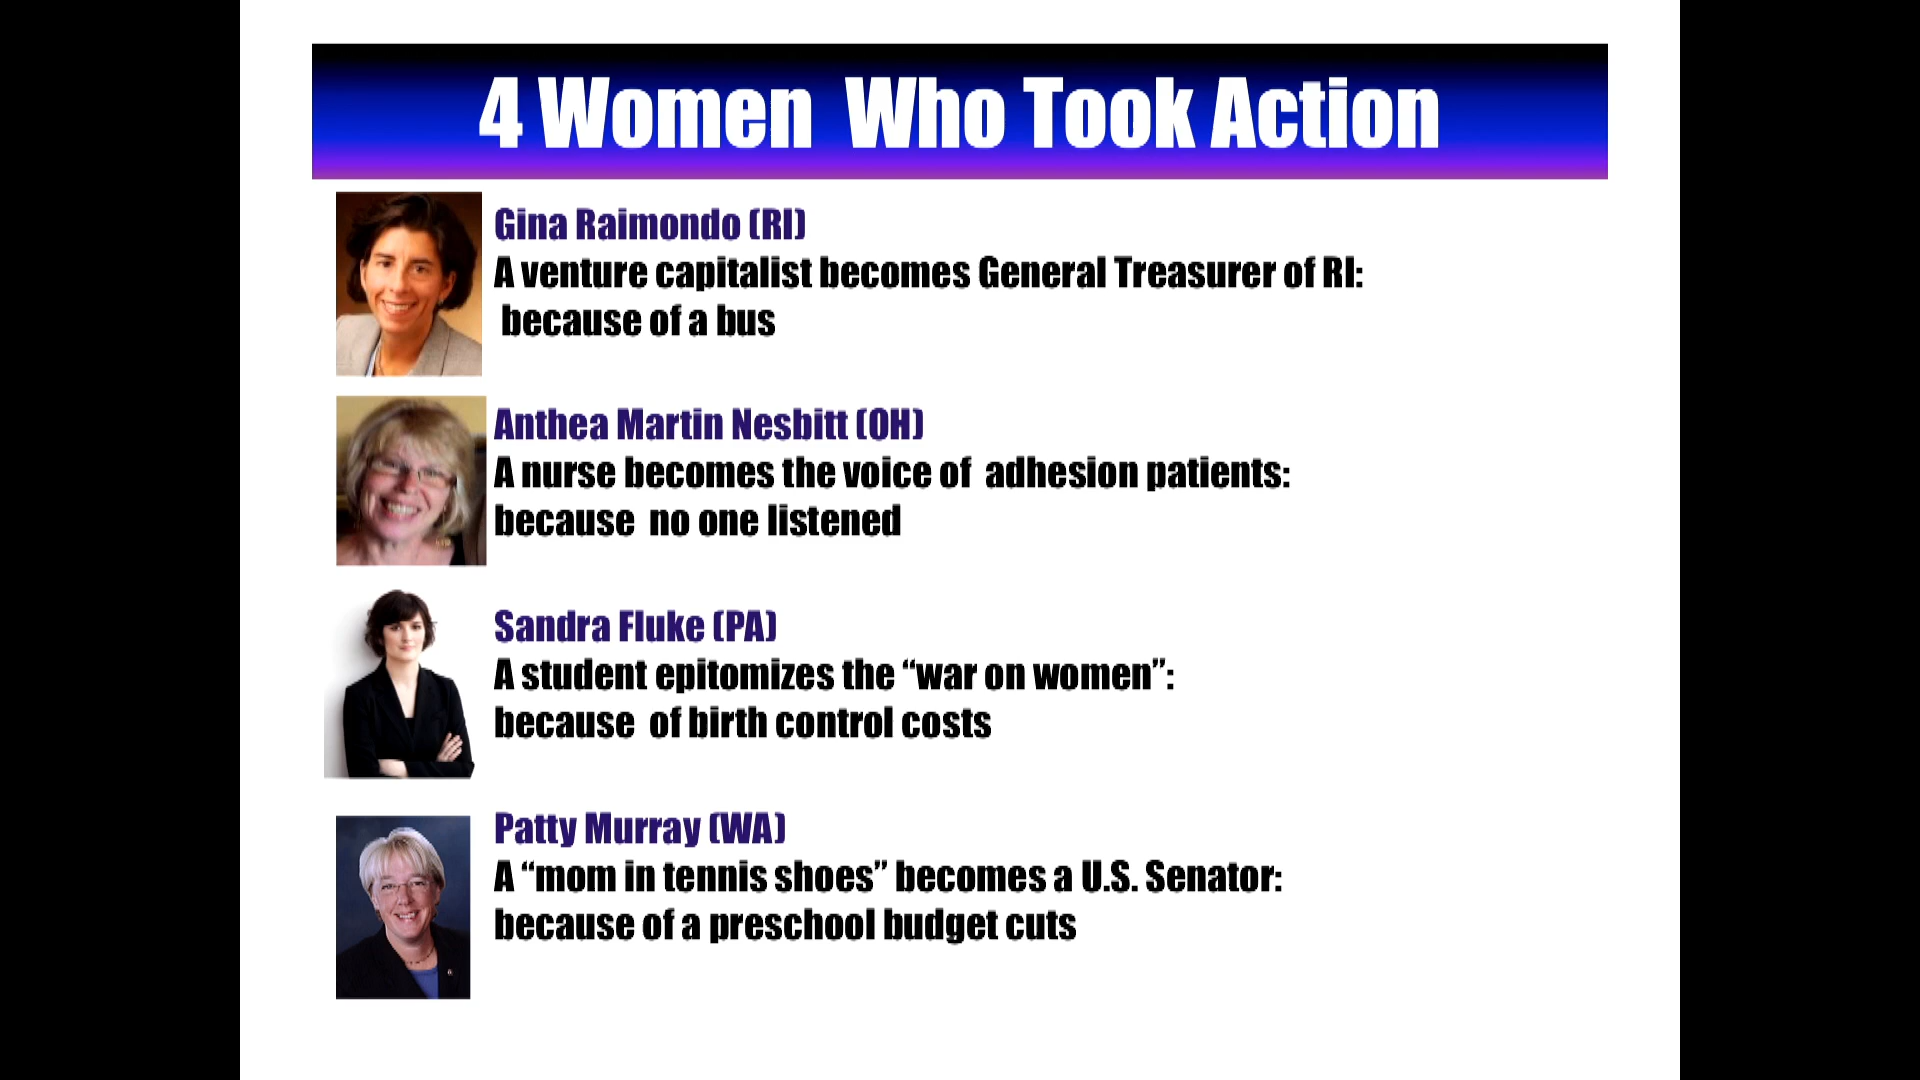 4 Women Who Took Action
Gina Raimondo (RI)
A venture capitalist becomes General Treasurer of RI:
because of a bus
Anthea Martin Nesbitt (OH)
A nurse becomes the voice of adhesion patients:
because no one listened
Sandra Fluke (PA)
A student epitomizes the “war on women”:
because of birth control costs
Patty Murray (WA)
A “mom in tennis shoes” becomes a U.S. Senator:
because of a preschool budget cuts